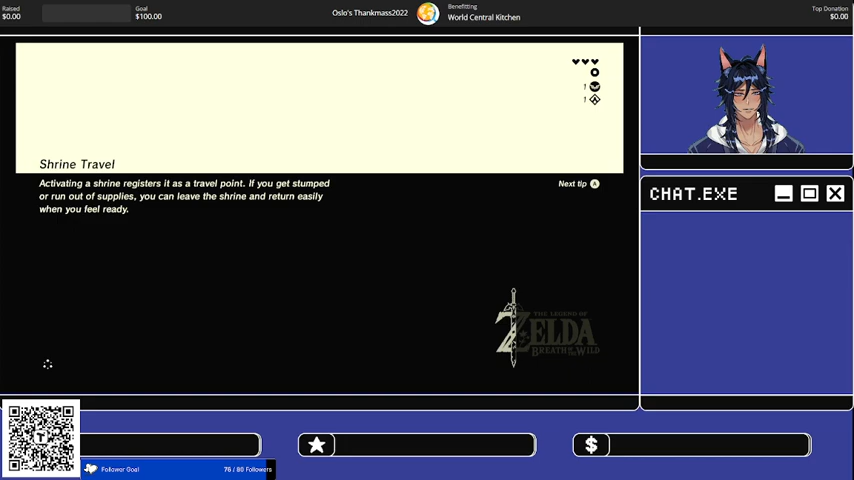 Raised
$0.00
Goal
$100.00
Oslo's Thankmass2022
Benefitting
World Central Kitchen
Top Donation
$0.00
1
1
Shrine Travel
Activating a shrine registers it as a travel point. If you get stumped
or run out of supplies, you can leave the shrine and return easily
when you feel ready.
Next tip A
CHAT.EXE
THE LEGEND OF
ZELDA
BREATH OF THE WILD
T
$
Follower Goal
76 / 80 Followers